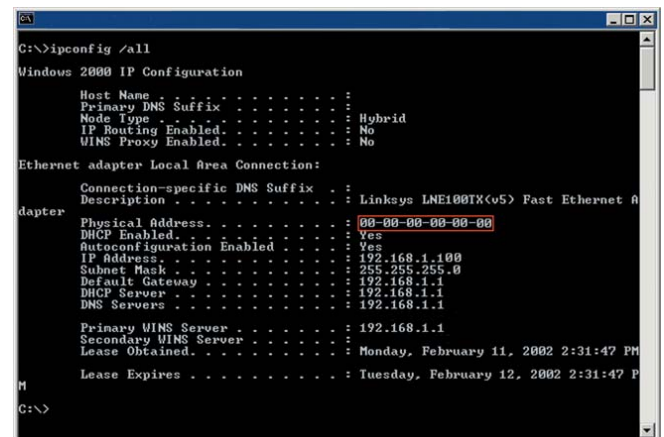 C:\>ipconfig /all
Windows 2000 IP Configuration
Host Name . . . . . . . . . . . . :
Primary DNS Suffix . . . . . . . :
Node Type . . . . . . . . . . . . : Hybrid
IP Routing Enabled. . . . . . . . : No
WINS Proxy Enabled. . . . . . . . : No
Ethernet adapter Local Area Connection:
Connection-specific DNS Suffix . :
Description . . . . . . . . . . . : Linksys LNE100TX(v5) Fast Ethernet A
dapter
Physical Address. . . . . . . . . : 00-00-00-00-00-00
DHCP Enabled. . . . . . . . . . . : Yes
Autoconfiguration Enabled . . . . : Yes
IP Address. . . . . . . . . . . . : 192.168.1.100
Subnet Mask . . . . . . . . . . . : 255.255.255.0
Default Gateway . . . . . . . . . : 192.168.1.1
DHCP Server . . . . . . . . . . . : 192.168.1.1
DNS Servers . . . . . . . . . . . : 192.168.1.1
Primary WINS Server . . . . . . . : 192.168.1.1
Secondary WINS Server . . . . . . :
Lease Obtained. . . . . . . . . . : Monday, February 11, 2002 2:31:47 PM
Lease Expires . . . . . . . . . . : Tuesday, February 12, 2002 2:31:47 P
M
C:\>